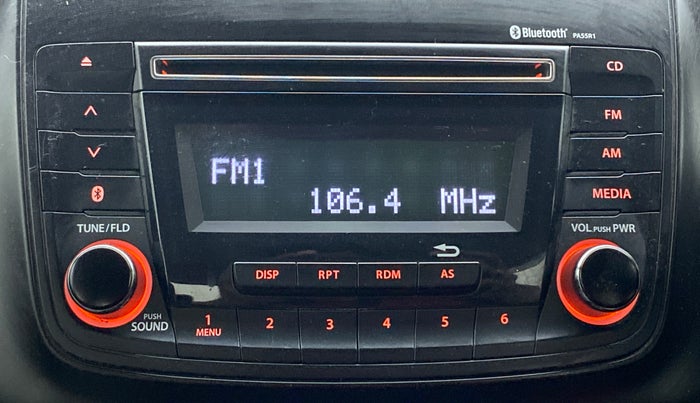 Bluetooth® PA55R1
CD
FM1
FM
AM
106.4 MHz
MEDIA
TUNE/FLD
VOL PUSH PWR
DISP RPT RDM AS
PUSH
SOUND
1 2 3 4 5 6
MENU